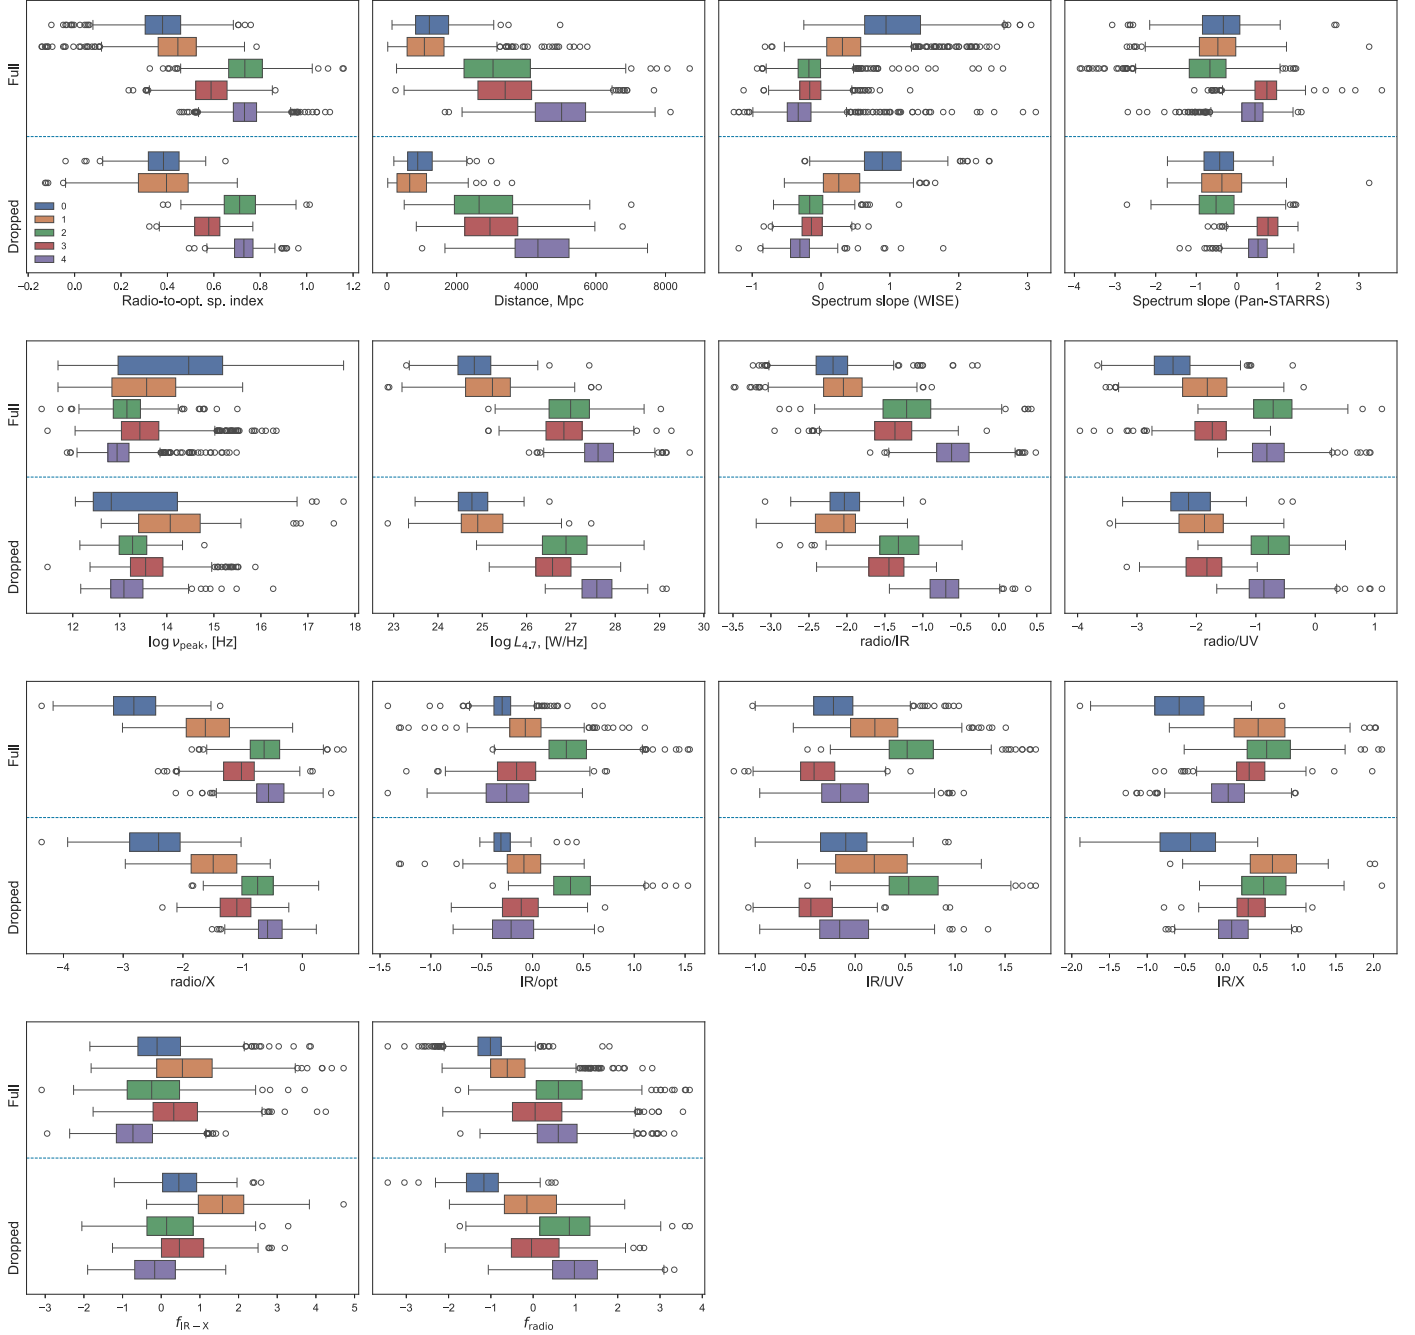 Full
Dropped
0
1
2
3
4
−0.2 0.0 0.2 0.4 0.6 0.8 1.0 1.2
Radio-to-opt. sp. index
0 2000 4000 6000 8000
Distance, Mpc
−1 0 1 2 3
Spectrum slope (WISE)
−4 −3 −2 −1 0 1 2 3
Spectrum slope (Pan-STARRS)
Full
Dropped
12 13 14 15 16 17 18
log νpeak, [Hz]
23 24 25 26 27 28 29 30
log L4.7, [W/Hz]
−3.5 −3.0 −2.5 −2.0 −1.5 −1.0 −0.5 0.0 0.5
radio/IR
−4 −3 −2 −1 0 1
radio/UV
Full
Dropped
−4 −3 −2 −1 0
radio/X
−1.5 −1.0 −0.5 0.0 0.5 1.0 1.5
IR/opt
−1.0 −0.5 0.0 0.5 1.0 1.5
IR/UV
−2.0 −1.5 −1.0 −0.5 0.0 0.5 1.0 1.5 2.0
IR/X
Full
Dropped
−3 −2 −1 0 1 2 3 4 5
fIR − X
−3 −2 −1 0 1 2 3 4
fradio